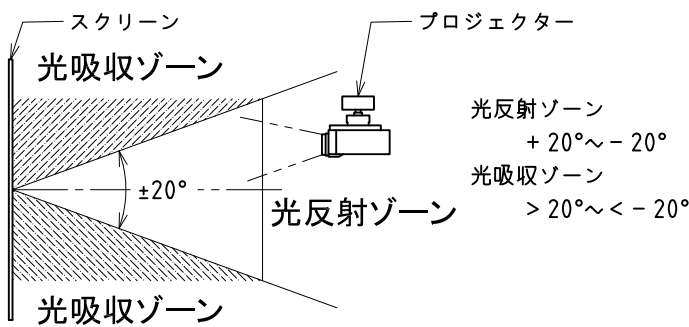 スクリーン
プロジェクター
光吸収ゾーン
光反射ゾーン
+20°~-20°
光吸収ゾーン
>20°~<-20°
±20°
光反射ゾーン
光吸収ゾーン